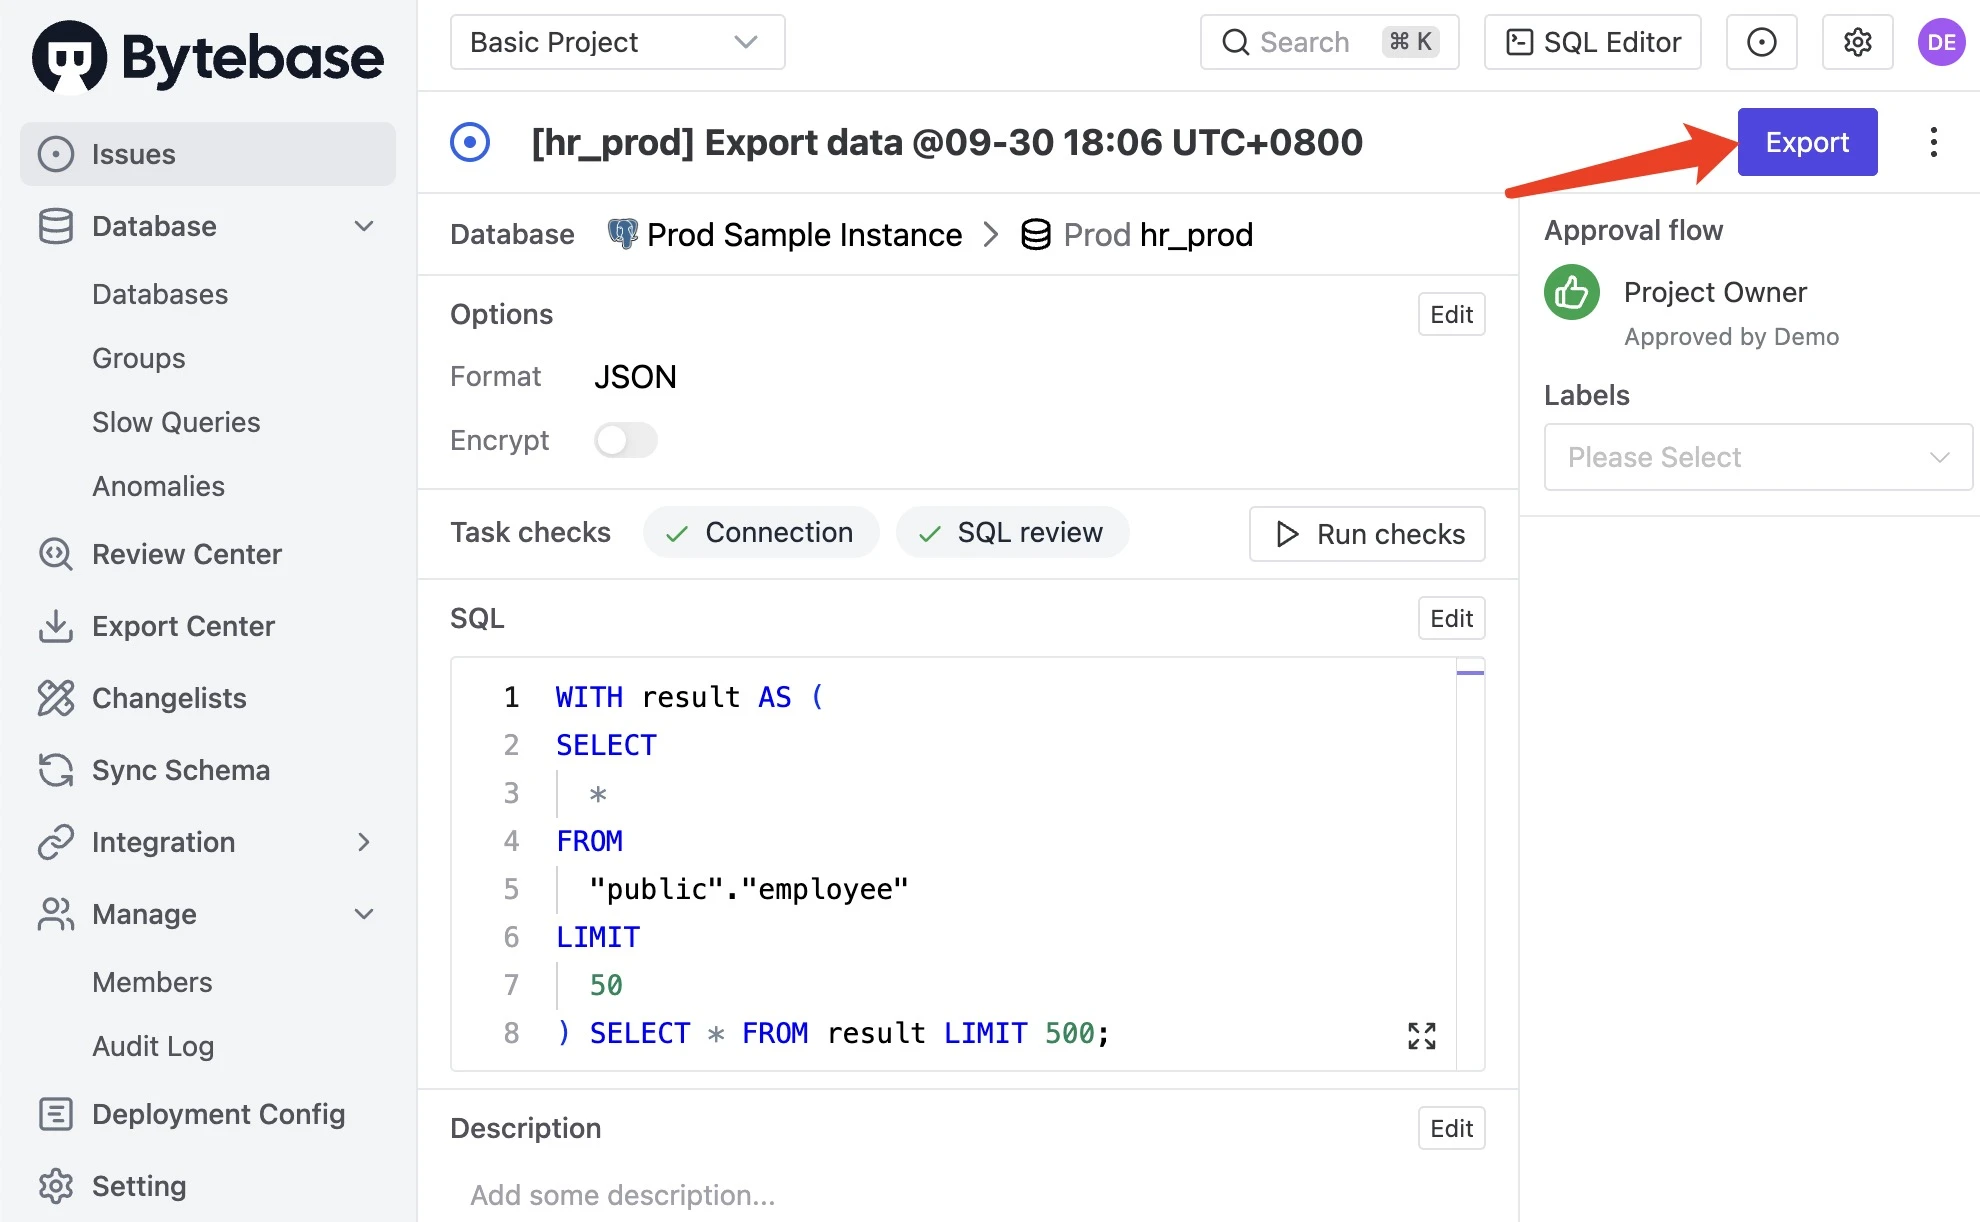 Bytebase
Basic Project
Search
⌘ K
SQL Editor
DE
Issues
Database
Databases
Groups
Slow Queries
Anomalies
Review Center
Export Center
Changelists
Sync Schema
Integration
Manage
Members
Audit Log
Deployment Config
Setting
[hr_prod] Export data @09-30 18:06 UTC+0800
Export
Database Prod Sample Instance > Prod hr_prod
Options
Edit
Format JSON
Encrypt
Task checks Connection SQL review Run checks
SQL
Edit
1 WITH result AS (
2 SELECT
3 *
4 FROM
5 "public"."employee"
6 LIMIT
7 50
8 ) SELECT * FROM result LIMIT 500;
Description
Edit
Add some description...
Approval flow
Project Owner
Approved by Demo
Labels
Please Select